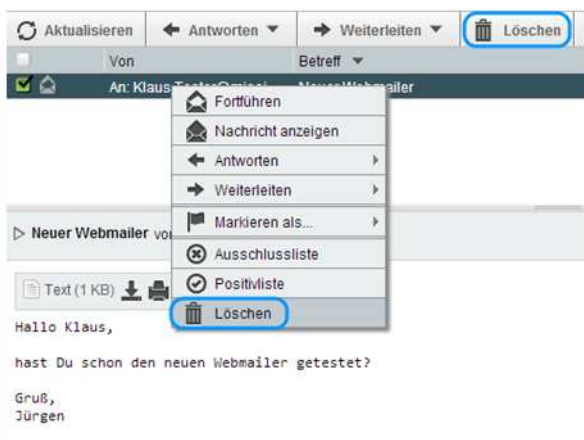 Aktualisieren Antworten Weiterleiten Löschen
Von Betreff
An: Klaus Neuer Webmailer
Fortführen
Nachricht anzeigen
Antworten
Weiterleiten
Markieren als...
Ausschlussliste
Positivliste
Löschen
Neuer Webmailer
Text (1 KB)
Hallo Klaus,
hast Du schon den neuen Webmailer getestet?
Gruß,
Jürgen